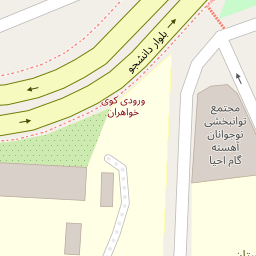 بلوار دانشجو
ورودی کوی
خواهران
مجتمع
توانبخشی
نوجوانان
آهسته
گام احیا